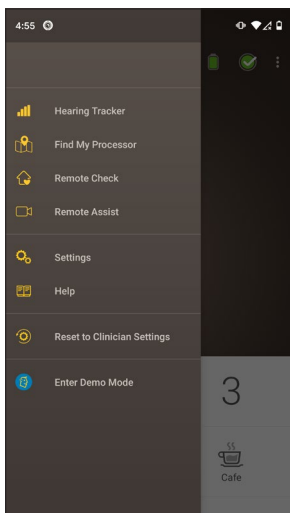 4:55
Hearing Tracker
Find My Processor
Remote Check
Remote Assist
Settings
Help
Reset to Clinician Settings
Enter Demo Mode
3
Cafe